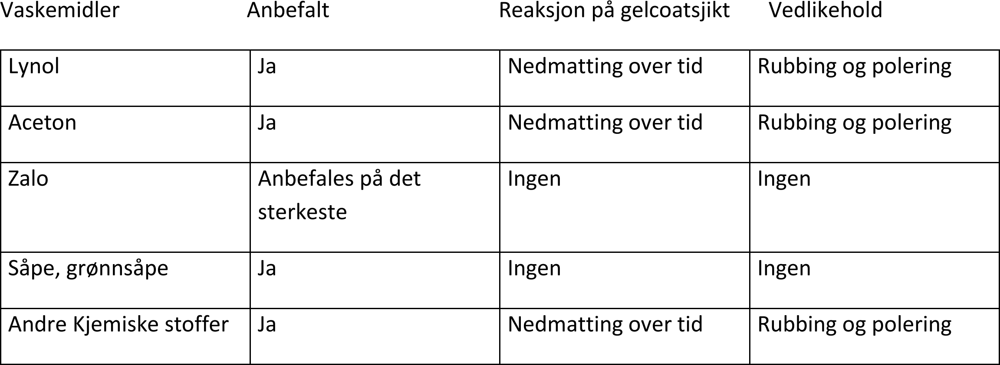 Vaskemidler Anbefalt Reaksjon på gelcoatsjikt Vedlikehold
Lynol Ja Nedmatting over tid Rubbing og polering
Aceton Ja Nedmatting over tid Rubbing og polering
Zalo Anbefales på det Ingen Ingen
sterkeste
Såpe, grønnsåpe Ja Ingen Ingen
Andre Kjemiske stoffer Ja Nedmatting over tid Rubbing og polering